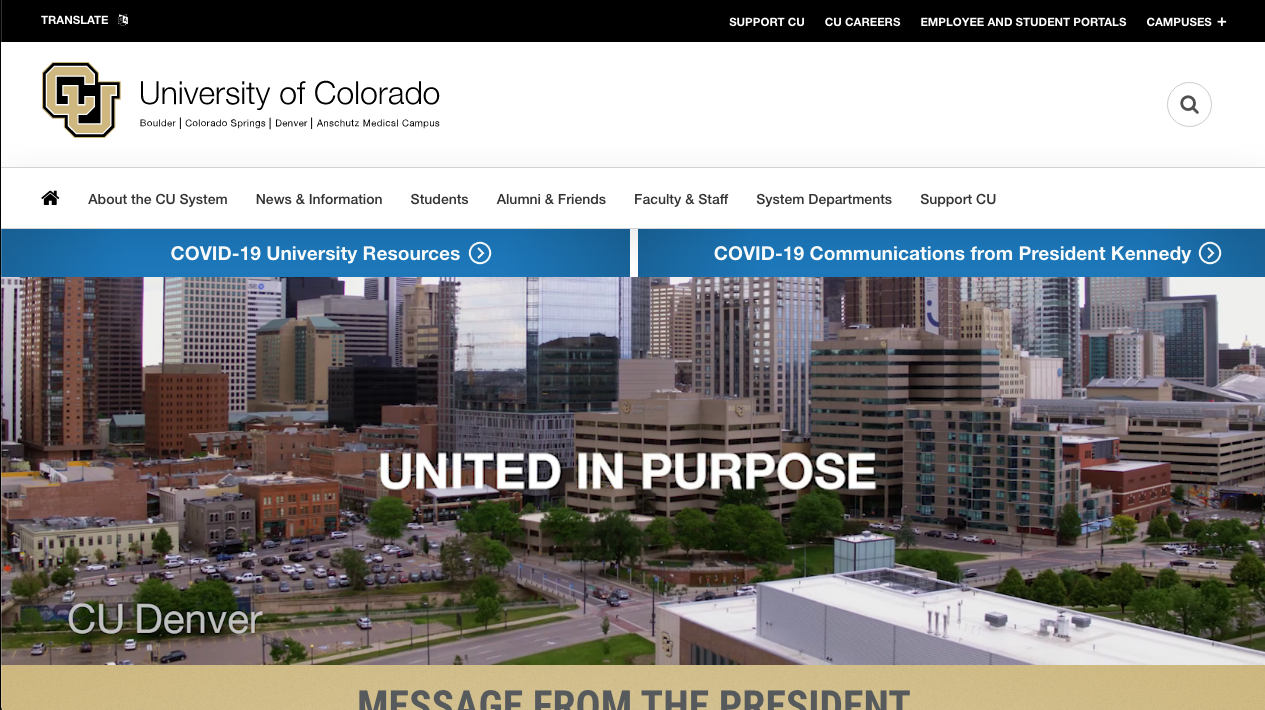 TRANSLATE
SUPPORT CU CU CAREERS EMPLOYEE AND STUDENT PORTALS CAMPUSES +
CU
University of Colorado
Boulder | Colorado Springs | Denver | Anschutz Medical Campus
About the CU System News & Information Students Alumni & Friends Faculty & Staff System Departments Support CU
COVID-19 University Resources
COVID-19 Communications from President Kennedy
UNITED IN PURPOSE
CU Denver
MESSAGE FROM THE PRESIDENT